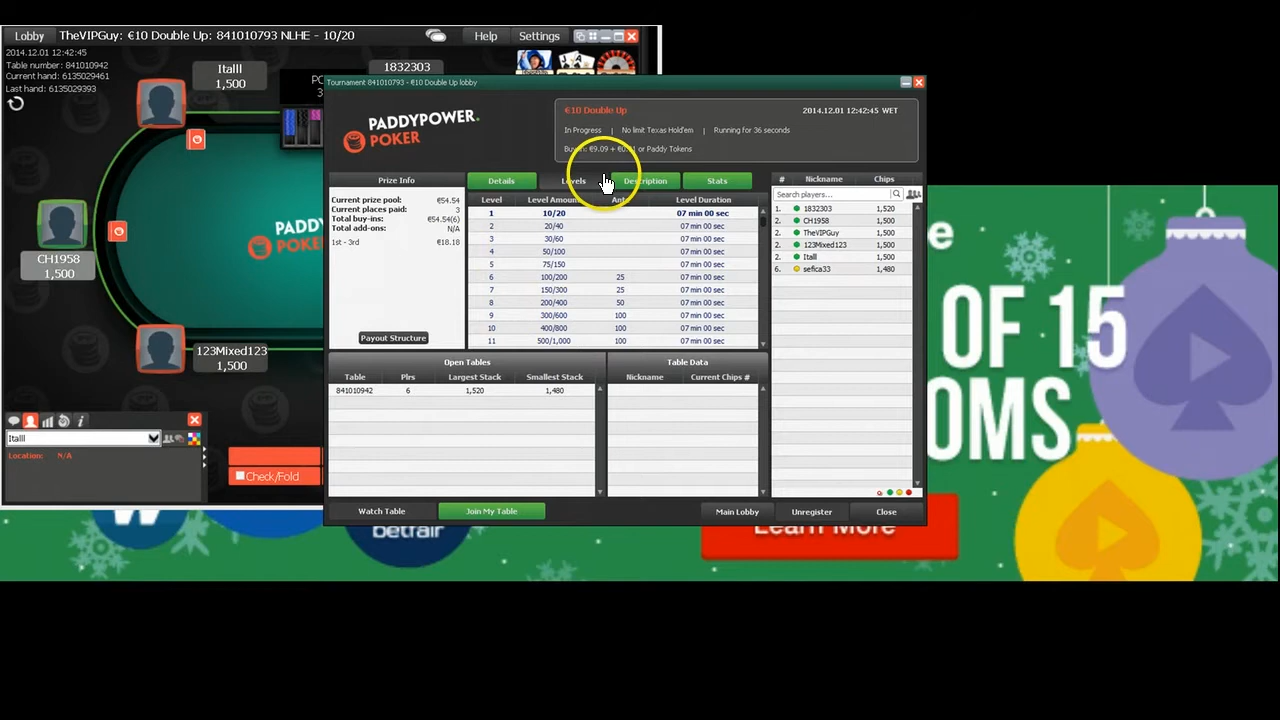 Lobby TheVIPGuy: €10 Double Up: 841010793 NLHE - 10/20 Help Settings
2014.12.01 12:42:45
Table number: 841010942
Current hand: 6135029461
Last hand: 6135029393
Italll
1,500
1832303
CH1958
1,500
123Mixed123
1,500
Italll
Location: N/A
Check/Fold
Tournament 841010793 - €10 Double Up lobby
PADDYPOWER.
POKER
€10 Double Up 2014.12.01 12:42:45 WET
In Progress | No limit Texas Hold'em | Running for 36 seconds
or Paddy Tokens
Prize Info
Current prize pool: €54.54
Current places paid: 3
Total buy-ins: €54.54(6)
Total add-ons: N/A
1st - 3rd €18.18
Payout Structure
Details Levels Description Stats
Level Level Amount Ante Level Duration
1 10/20 07 min 00 sec
2 20/40 07 min 00 sec
3 30/60 07 min 00 sec
4 50/100 07 min 00 sec
5 75/150 07 min 00 sec
6 100/200 25 07 min 00 sec
7 150/300 25 07 min 00 sec
8 200/400 50 07 min 00 sec
9 300/600 100 07 min 00 sec
10 400/800 100 07 min 00 sec
11 500/1,000 100 07 min 00 sec
# Nickname Chips
Search players...
1. 1832303 1,520
2. CH1958 1,500
2. TheVIPGuy 1,500
2. 123Mixed123 1,500
2. Italll 1,500
6. sefica33 1,480
Open Tables
Table Plrs Largest Stack Smallest Stack
841010942 6 1,520 1,480
Table Data
Nickname Current Chips #
Watch Table Join My Table Main Lobby Unregister Close
OF 15
OMS
betfair
Learn More